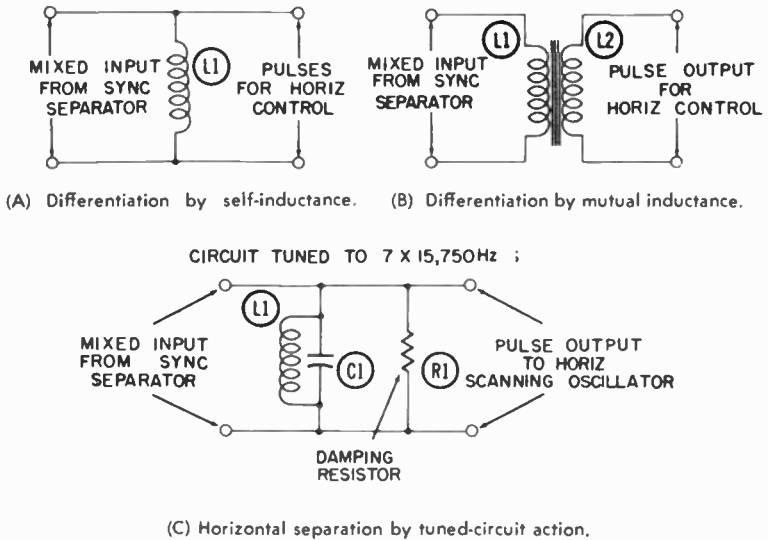 MIXED INPUT
FROM SYNC
SEPARATOR
L1
PULSES
FOR HORIZ
CONTROL
(A) Differentiation by self-inductance.
MIXED INPUT
FROM SYNC
SEPARATOR
L1
L2
PULSE OUTPUT
FOR
HORIZ CONTROL
(B) Differentiation by mutual inductance.
CIRCUIT TUNED TO 7 X 15,750Hz ;
MIXED INPUT
FROM SYNC
SEPARATOR
L1
C1
R1
DAMPING
RESISTOR
PULSE OUTPUT
TO HORIZ
SCANNING OSCILLATOR
(C) Horizontal separation by tuned-circuit action.